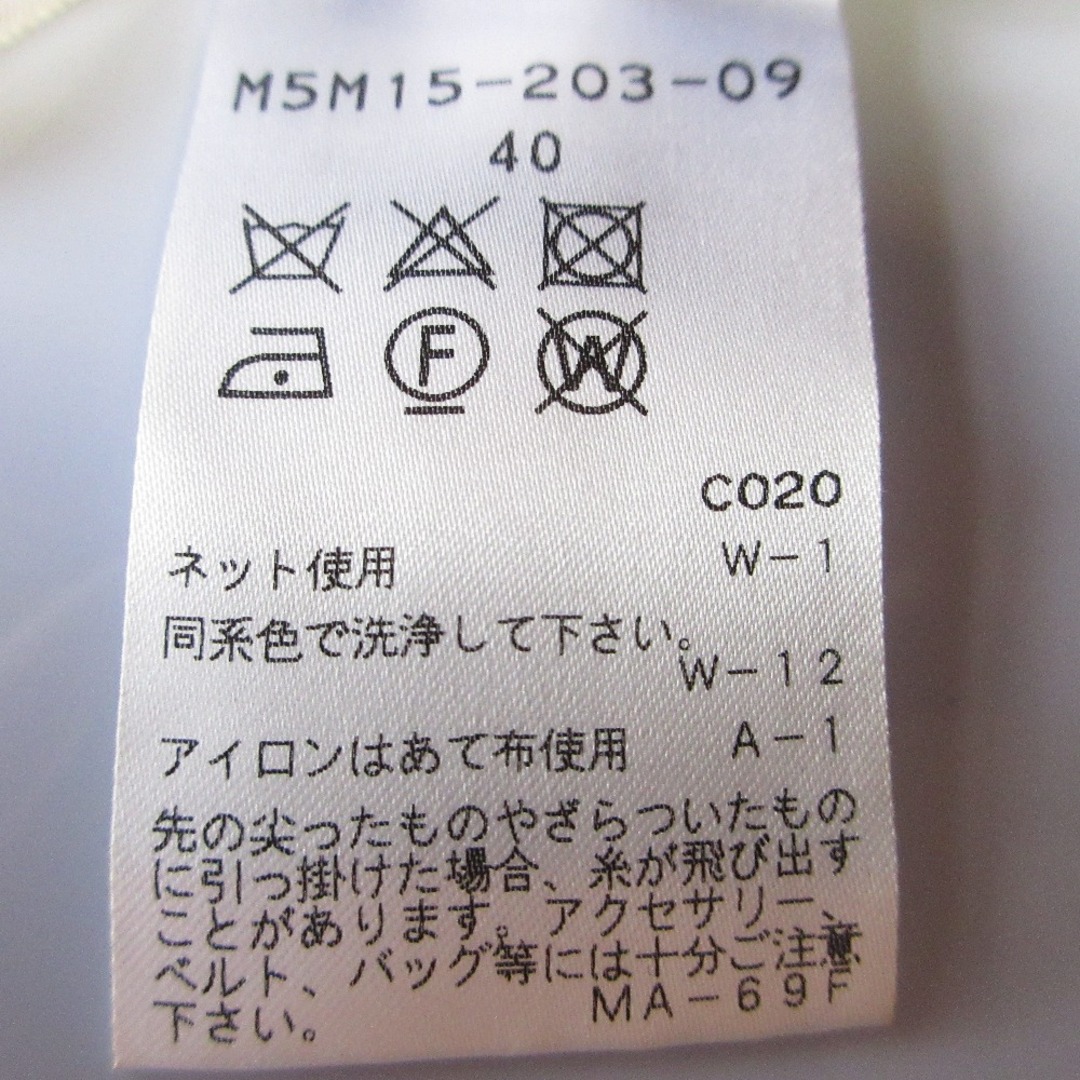 M5M15-203-09
40
F W
C020
ネット使用 W-1
同系色で洗浄して下さい。
W-12
アイロンはあて布使用 A-1
先の尖ったものやざらついたもの
に引っ掛けた場合、糸が飛び出す
ことがあります。アクセサリー、
ベルト、バッグ等には十分ご注意
下さい。 MA-69F